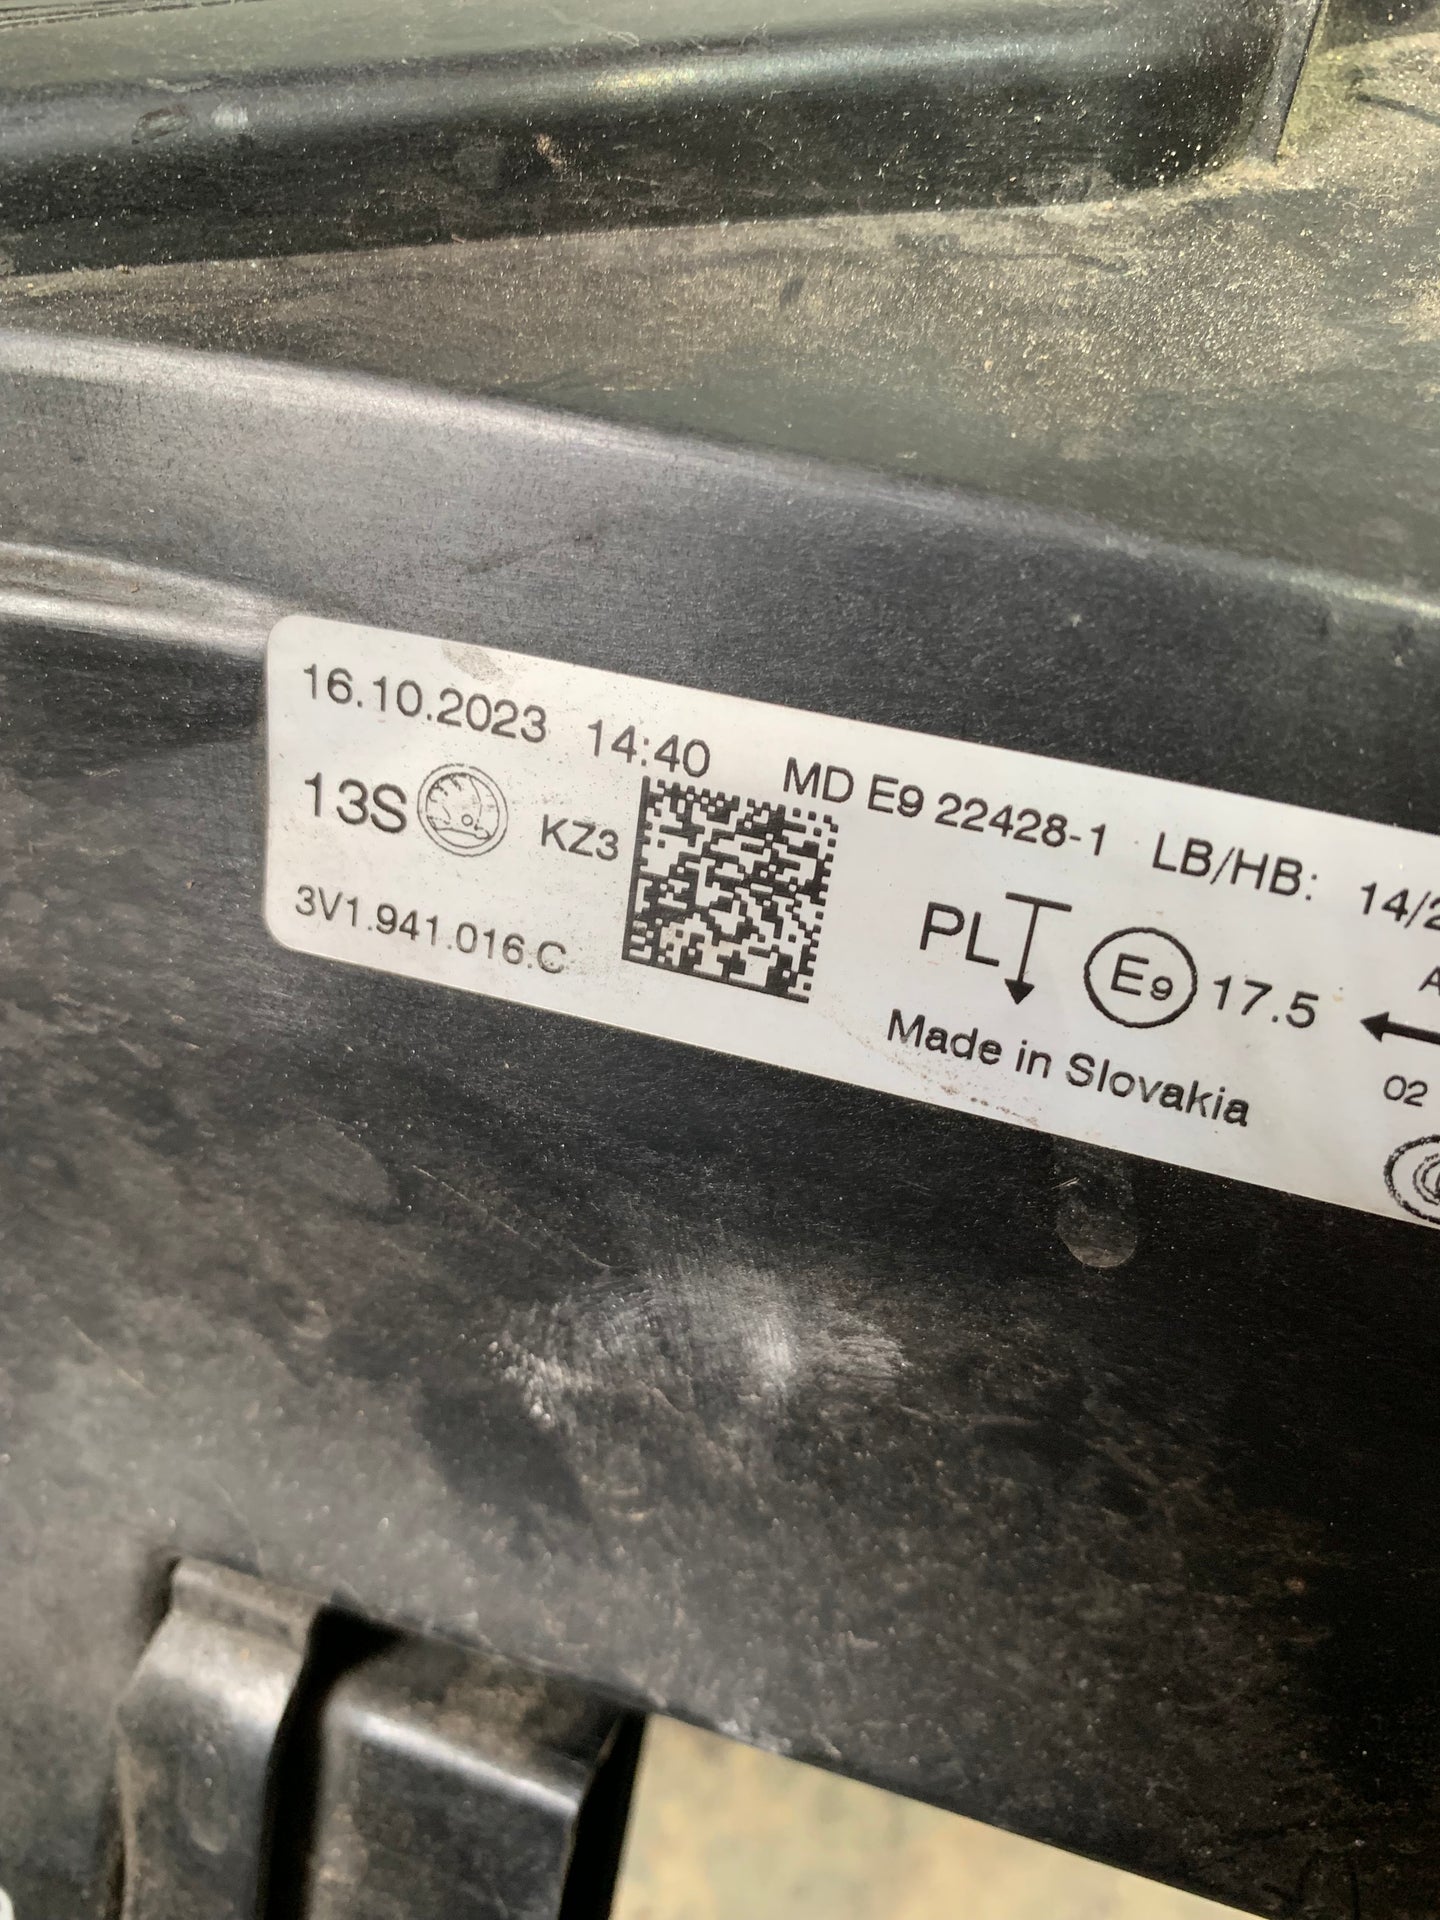 16.10.2023 14:40 MD E9 22428-1 LB/HB: 14/2
13S KZ3
3V1.941.016.C
PL E9 17.5
Made in Slovakia
02